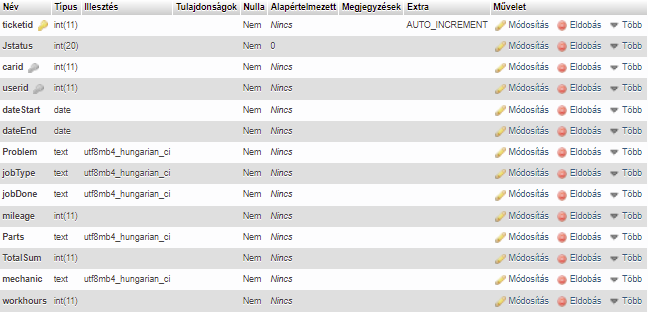 Név Típus Illesztés Tulajdonságok Nulla Alapértelmezett Megjegyzések Extra Művelet
ticketid int(11) Nem Nincs AUTO_INCREMENT Módosítás Eldobás Több
Jstatus int(20) Nem 0 Módosítás Eldobás Több
carid int(11) Nem Nincs Módosítás Eldobás Több
userid int(11) Nem Nincs Módosítás Eldobás Több
dateStart date Nem Nincs Módosítás Eldobás Több
dateEnd date Nem Nincs Módosítás Eldobás Több
Problem text utf8mb4_hungarian_ci Nem Nincs Módosítás Eldobás Több
jobType text utf8mb4_hungarian_ci Nem Nincs Módosítás Eldobás Több
jobDone text utf8mb4_hungarian_ci Nem Nincs Módosítás Eldobás Több
mileage int(11) Nem Nincs Módosítás Eldobás Több
Parts text utf8mb4_hungarian_ci Nem Nincs Módosítás Eldobás Több
TotalSum int(11) Nem Nincs Módosítás Eldobás Több
mechanic text utf8mb4_hungarian_ci Nem Nincs Módosítás Eldobás Több
workhours int(11) Nem Nincs Módosítás Eldobás Több